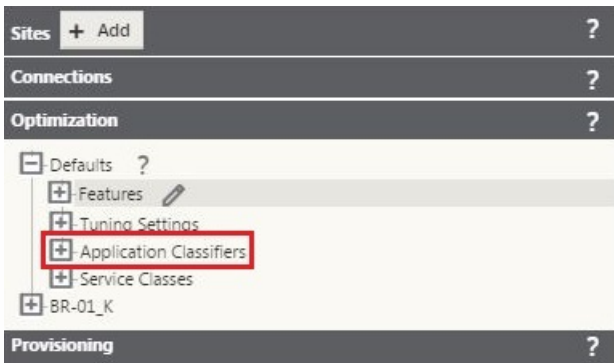 Sites + Add ?
Connections ?
Optimization ?
Defaults ?
Features
Tuning Settings
Application Classifiers
Service Classes
BR-01_K
Provisioning ?